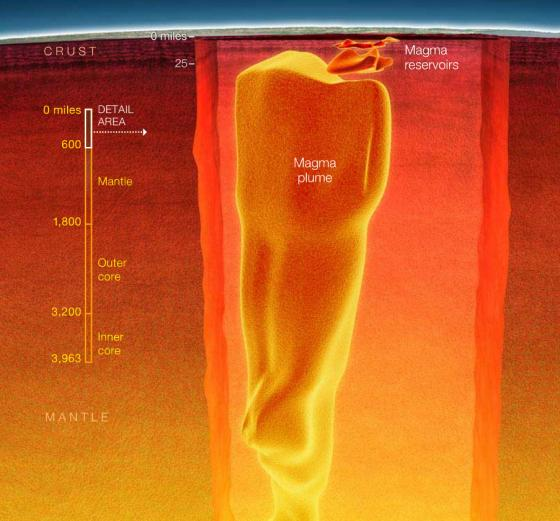 0 miles
CRUST
Magma
reservoirs
25
0 miles
DETAIL
AREA
600
Magma
plume
Mantle
1,800
Outer
core
3,200
Inner
core
3,963
MANTLE